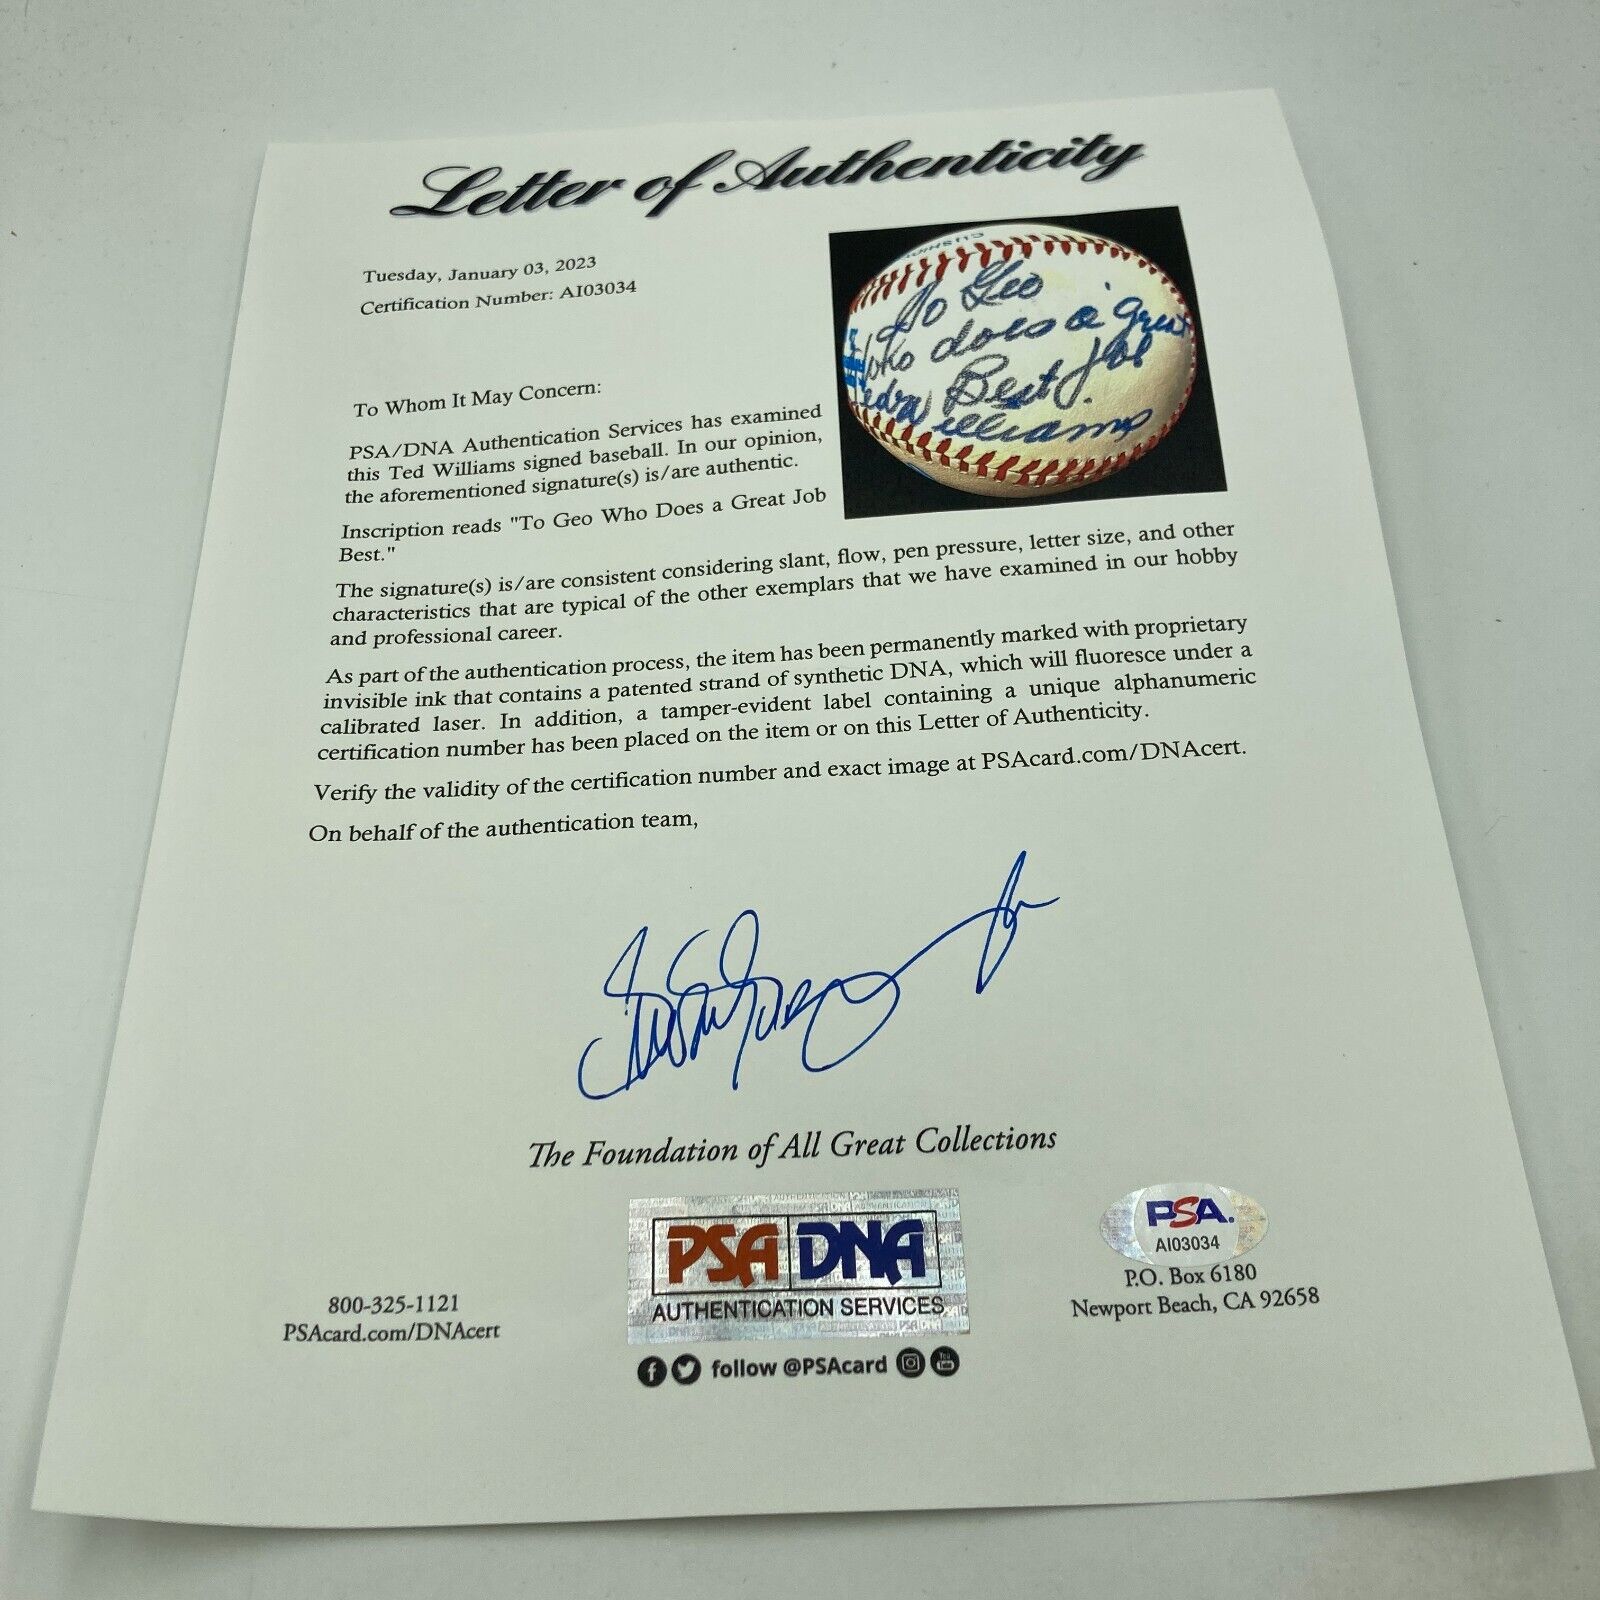 Letter of Authenticity
Tuesday, January 03, 2023
Certification Number: AI03034
To Geo
Who does a great
Best Job.
Williams
To Whom It May Concern:
PSA/DNA Authentication Services has examined
this Ted Williams signed baseball. In our opinion,
the aforementioned signature(s) is/are authentic.
Inscription reads "To Geo Who Does a Great Job
Best."
The signature(s) is/are consistent considering slant, flow, pen pressure, letter size, and other
characteristics that are typical of the other exemplars that we have examined in our hobby
and professional career.
As part of the authentication process, the item has been permanently marked with proprietary
invisible ink that contains a patented strand of synthetic DNA, which will fluoresce under a
calibrated laser. In addition, a tamper-evident label containing a unique alphanumeric
certification number has been placed on the item or on this Letter of Authenticity.
Verify the validity of the certification number and exact image at PSAcard.com/DNAcert.
On behalf of the authentication team,
The Foundation of All Great Collections
800-325-1121
PSAcard.com/DNAcert
PSA DNA
AUTHENTICATION SERVICES
follow @PSAcard
PSA.
AI03034
P.O. Box 6180
Newport Beach, CA 92658